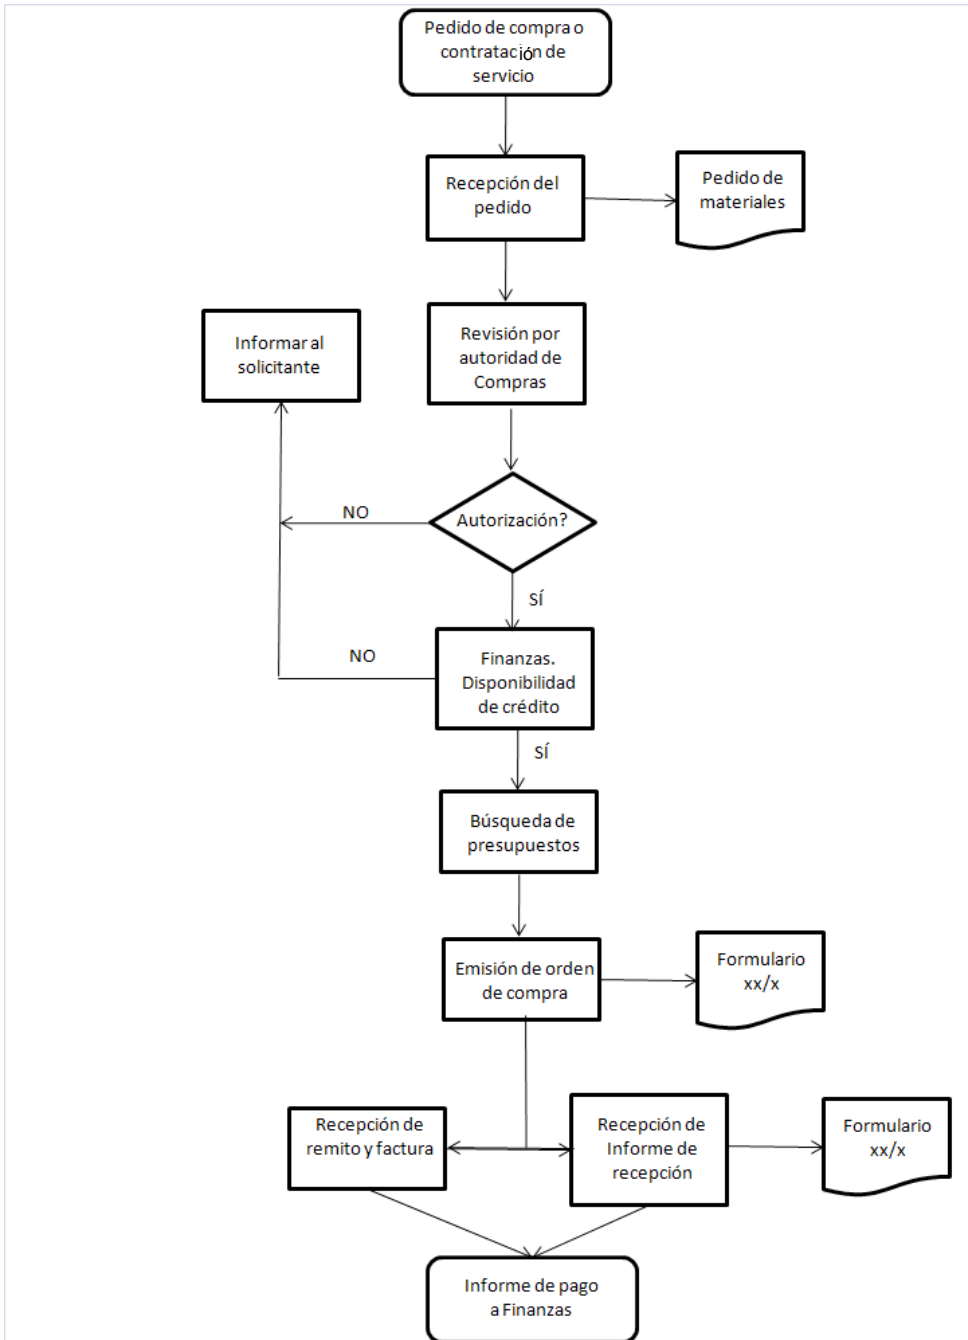 Pedido de compra o
contratación de
servicio
Recepción del
pedido
Pedido de
materiales
Revisión por
autoridad de
Compras
Informar al
solicitante
Autorización?
NO
SÍ
Finanzas.
Disponibilidad
de crédito
NO
SÍ
Búsqueda de
presupuestos
Emisión de orden
de compra
Formulario
xx/x
Recepción de
remito y factura
Recepción de
Informe de
recepción
Formulario
xx/x
Informe de pago
a Finanzas